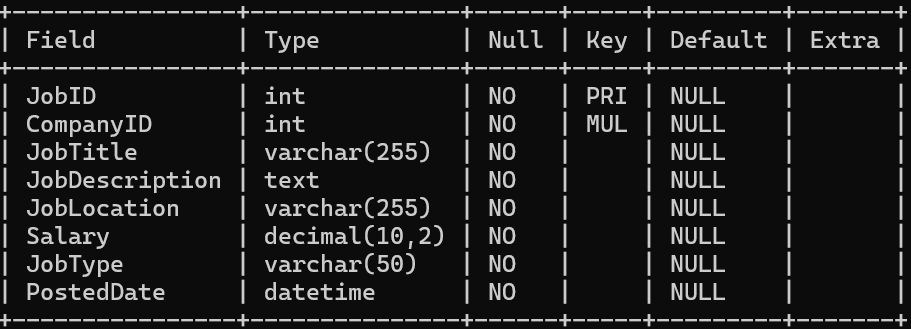 +-----------------+---------------+------+-----+---------+-------+
| Field           | Type          | Null | Key | Default | Extra |
+-----------------+---------------+------+-----+---------+-------+
| JobID           | int           | NO   | PRI | NULL    |       |
| CompanyID       | int           | NO   | MUL | NULL    |       |
| JobTitle        | varchar(255)  | NO   |     | NULL    |       |
| JobDescription  | text          | NO   |     | NULL    |       |
| JobLocation     | varchar(255)  | NO   |     | NULL    |       |
| Salary          | decimal(10,2) | NO   |     | NULL    |       |
| JobType         | varchar(50)   | NO   |     | NULL    |       |
| PostedDate      | datetime      | NO   |     | NULL    |       |
+-----------------+---------------+------+-----+---------+-------+